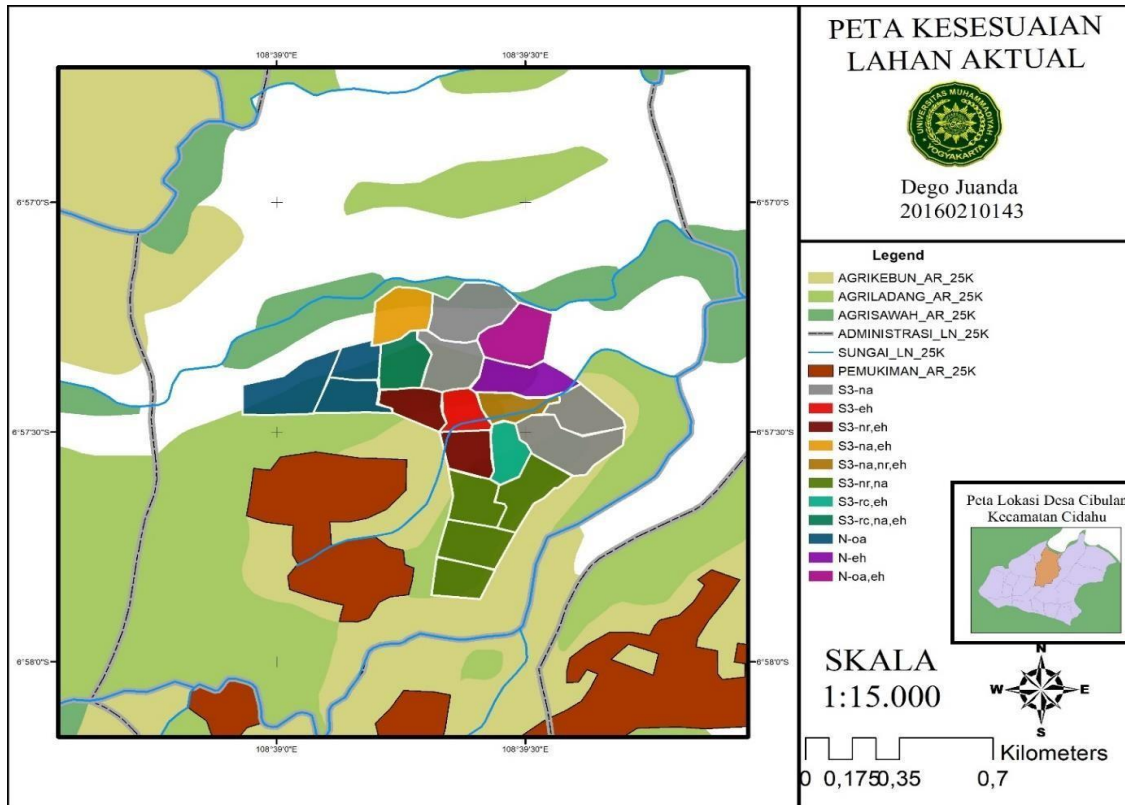 PETA KESESUAIAN
LAHAN AKTUAL
UNIVERSITAS MUHAMMADIYAH
YOGYAKARTA
Dego Juanda
20160210143
108°39'0"E
108°39'30"E
6°57'0"S
6°57'0"S
6°57'30"S
6°57'30"S
6°58'0"S
6°58'0"S
108°39'0"E
108°39'30"E
Legend
AGRIKEBUN_AR_25K
AGRILADANG_AR_25K
AGRISAWAH_AR_25K
ADMINISTRASI_LN_25K
SUNGAI_LN_25K
PEMUKIMAN_AR_25K
S3-na
S3-eh
S3-nr,eh
S3-na,eh
S3-na,nr,eh
S3-nr,na
S3-rc,eh
S3-rc,na,eh
N-oa
N-eh
N-oa,eh
Peta Lokasi Desa Cibulan
Kecamatan Cidahu
SKALA
1:15.000
N
W
E
S
Kilometers
0 0,175 0,35 0,7